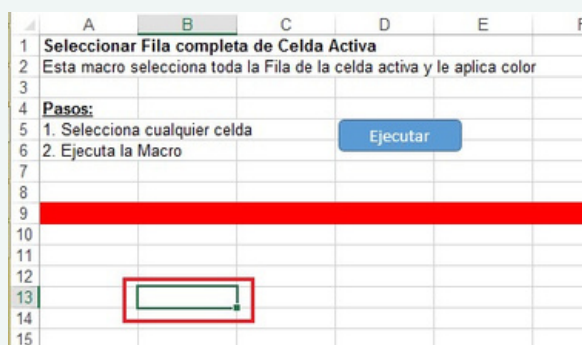 A B C D E F
1 Seleccionar Fila completa de Celda Activa
2 Esta macro selecciona toda la Fila de la celda activa y le aplica color
3
4 Pasos:
5 1. Selecciona cualquier celda Ejecutar
6 2. Ejecuta la Macro
7
8
9
10
11
12
13
14
15